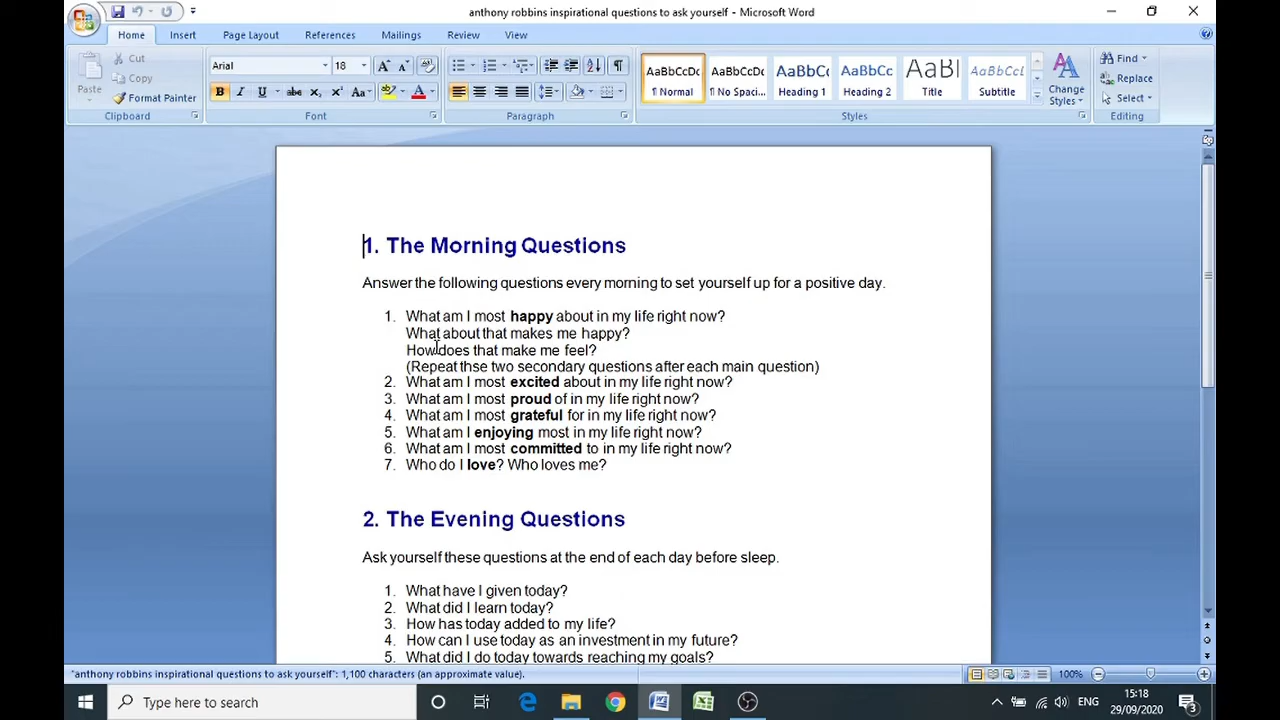 anthony robbins inspirational questions to ask yourself - Microsoft Word
Home Insert Page Layout References Mailings Review View
Paste
Cut
Copy
Format Painter
Clipboard
Arial 18
Font
Paragraph
AaBbCcDc AaBbCcDc AaBbCc AaBbCc AaBl AaBbCcL
¶ Normal ¶ No Spaci... Heading 1 Heading 2 Title Subtitle
Change Styles
Styles
Find
Replace
Select
Editing
1. The Morning Questions
Answer the following questions every morning to set yourself up for a positive day.
1. What am I most happy about in my life right now?
What about that makes me happy?
How does that make me feel?
(Repeat thse two secondary questions after each main question)
2. What am I most excited about in my life right now?
3. What am I most proud of in my life right now?
4. What am I most grateful for in my life right now?
5. What am I enjoying most in my life right now?
6. What am I most committed to in my life right now?
7. Who do I love? Who loves me?
2. The Evening Questions
Ask yourself these questions at the end of each day before sleep.
1. What have I given today?
2. What did I learn today?
3. How has today added to my life?
4. How can I use today as an investment in my future?
5. What did I do today towards reaching my goals?
"anthony robbins inspirational questions to ask yourself": 1,100 characters (an approximate value).
100%
Type here to search
ENG
15:18
29/09/2020
3